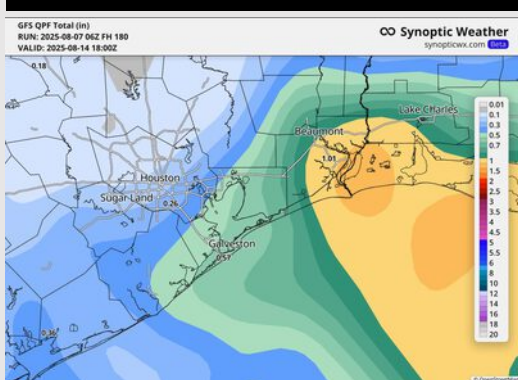 GFS QPF Total (in)
RUN: 2025-08-07 06Z FH 180
VALID: 2025-08-14 18:00Z
Synoptic Weather
synopticwx.com Beta
0.18
Lake Charles
Beaumont
1.01
Houston
Sugar Land
0.26
Galveston
0.57
0.36
0.01
0.1
0.3
0.5
0.7
1
1.5
2
2.5
3
3.5
4
4.5
5
5.5
6
8
10
12
14
16
18
20